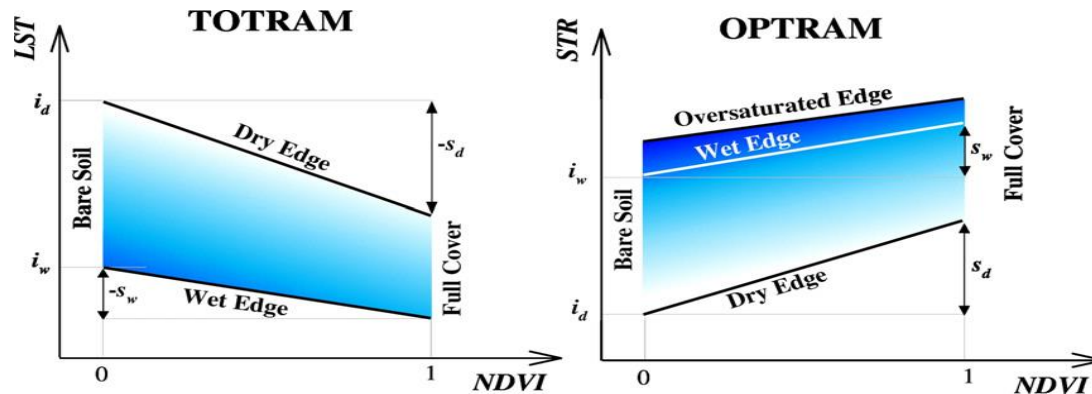 TOTRAM
LST
i_d
Dry Edge
-s_d
Bare Soil
i_w
-s_w
Wet Edge
Full Cover
0
1
NDVI
OPTRAM
STR
Oversaturated Edge
Wet Edge
s_w
i_w
Bare Soil
Full Cover
s_d
Dry Edge
i_d
0
1
NDVI